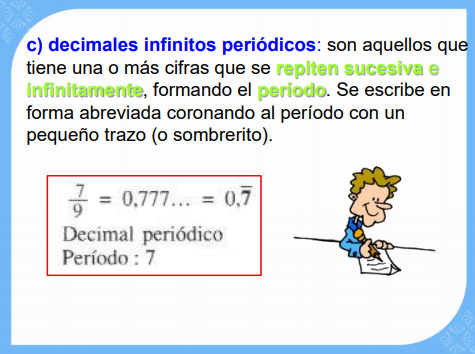 c) decimales infinitos periódicos: son aquellos que
tiene una o más cifras que se repiten sucesiva e
infinitamente, formando el período. Se escribe en
forma abreviada coronando al período con un
pequeño trazo (o sombrerito).
7/9 = 0,777... = 0,7̅
Decimal periódico
Período : 7